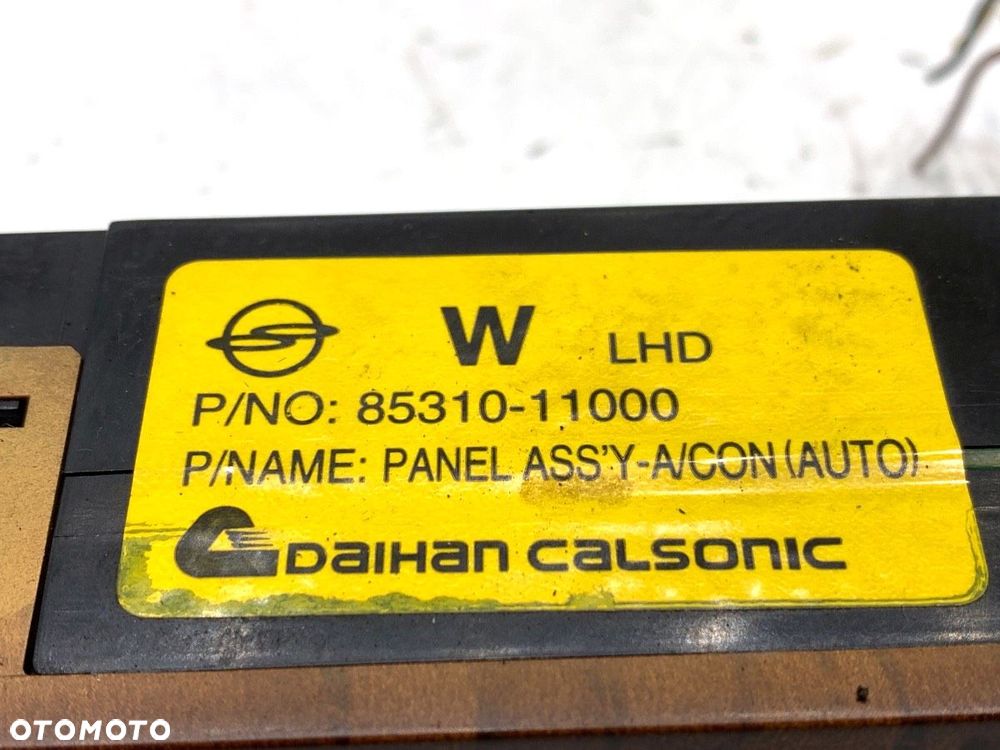 W LHD
P/NO: 85310-11000
P/NAME: PANEL ASS'Y-A/CON(AUTO)
DAIHAN CALSONIC
OTOMOTO